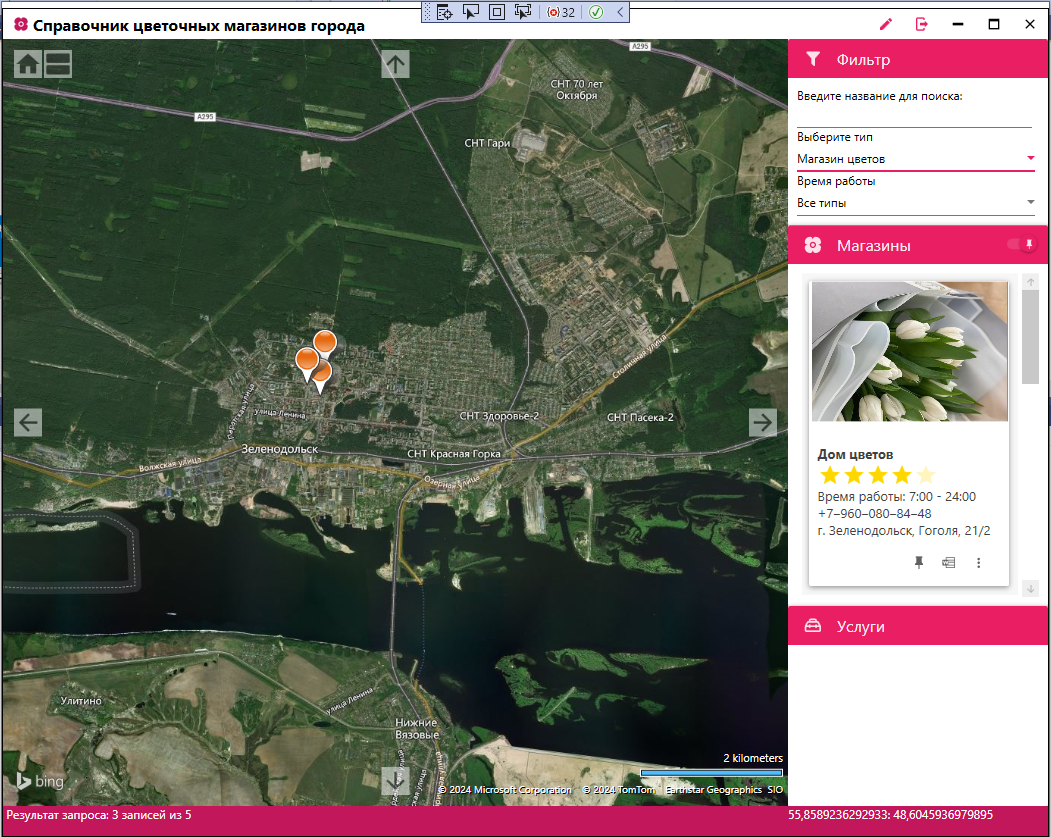 32
Справочник цветочных магазинов города
Фильтр
Введите название для поиска:
Выберите тип
Магазин цветов
Время работы
Все типы
Магазины
Дом цветов
Время работы: 7:00 - 24:00
+7–960–080–84–48
г. Зеленодольск, Гоголя, 21/2
Услуги
A295
СНТ 70 лет
Октября
A295
СНТ Гари
Столичная улица
улица Ленина
СНТ Здоровье-2
СНТ Пасека-2
Зеленодольск
СНТ Красная Горка
Волжская улица
Озерная улица
Улитино
улица Ленина
Нижние
Вязовые
2 kilometers
bing
© 2024 Microsoft Corporation © 2024 TomTom Earthstar Geographics SIO
Результат запроса: 3 записей из 5
55,8589236292933: 48,6045936979895